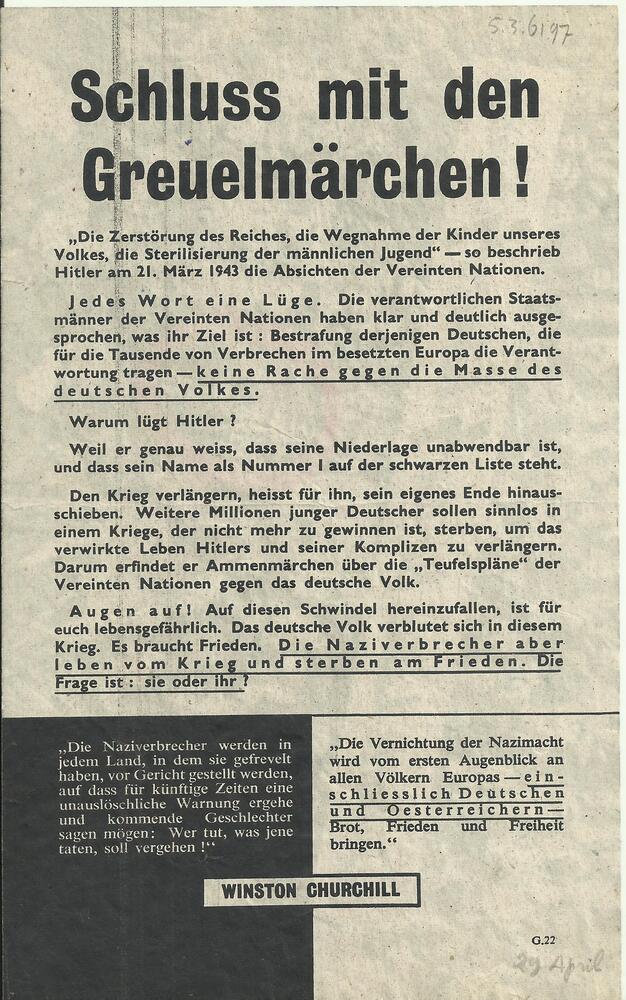 5.3.6197
Schluss mit den
Greuelmärchen !
„Die Zerstörung des Reiches, die Wegnahme der Kinder unseres
Volkes, die Sterilisierung der männlichen Jugend“ — so beschrieb
Hitler am 21. März 1943 die Absichten der Vereinten Nationen.
Jedes Wort eine Lüge. Die verantwortlichen Staats-
männer der Vereinten Nationen haben klar und deutlich ausge-
sprochen, was ihr Ziel ist : Bestrafung derjenigen Deutschen, die
für die Tausende von Verbrechen im besetzten Europa die Verant-
wortung tragen — keine Rache gegen die Masse des
deutschen Volkes.
Warum lügt Hitler ?
Weil er genau weiss, dass seine Niederlage unabwendbar ist,
und dass sein Name als Nummer I auf der schwarzen Liste steht.
Den Krieg verlängern, heisst für ihn, sein eigenes Ende hinaus-
schieben. Weitere Millionen junger Deutscher sollen sinnlos in
einem Kriege, der nicht mehr zu gewinnen ist, sterben, um das
verwirkte Leben Hitlers und seiner Komplizen zu verlängern.
Darum erfindet er Ammenmärchen über die „Teufelspläne“ der
Vereinten Nationen gegen das deutsche Volk.
Augen auf! Auf diesen Schwindel hereinzufallen, ist für
euch lebensgefährlich. Das deutsche Volk verblutet sich in diesem
Krieg. Es braucht Frieden. Die Naziverbrecher aber
leben vom Krieg und sterben am Frieden. Die
Frage ist : sie oder ihr ?
„Die Naziverbrecher werden in
jedem Land, in dem sie gefrevelt
haben, vor Gericht gestellt werden,
auf dass für künftige Zeiten eine
unauslöschliche Warnung ergehe
und kommende Geschlechter
sagen mögen: Wer tut, was jene
taten, soll vergehen !“
„Die Vernichtung der Nazimacht
wird vom ersten Augenblick an
allen Völkern Europas — ein-
schliesslich Deutschen
und Oesterreichern—
Brot, Frieden und Freiheit
bringen.“
WINSTON CHURCHILL
G.22
29 April